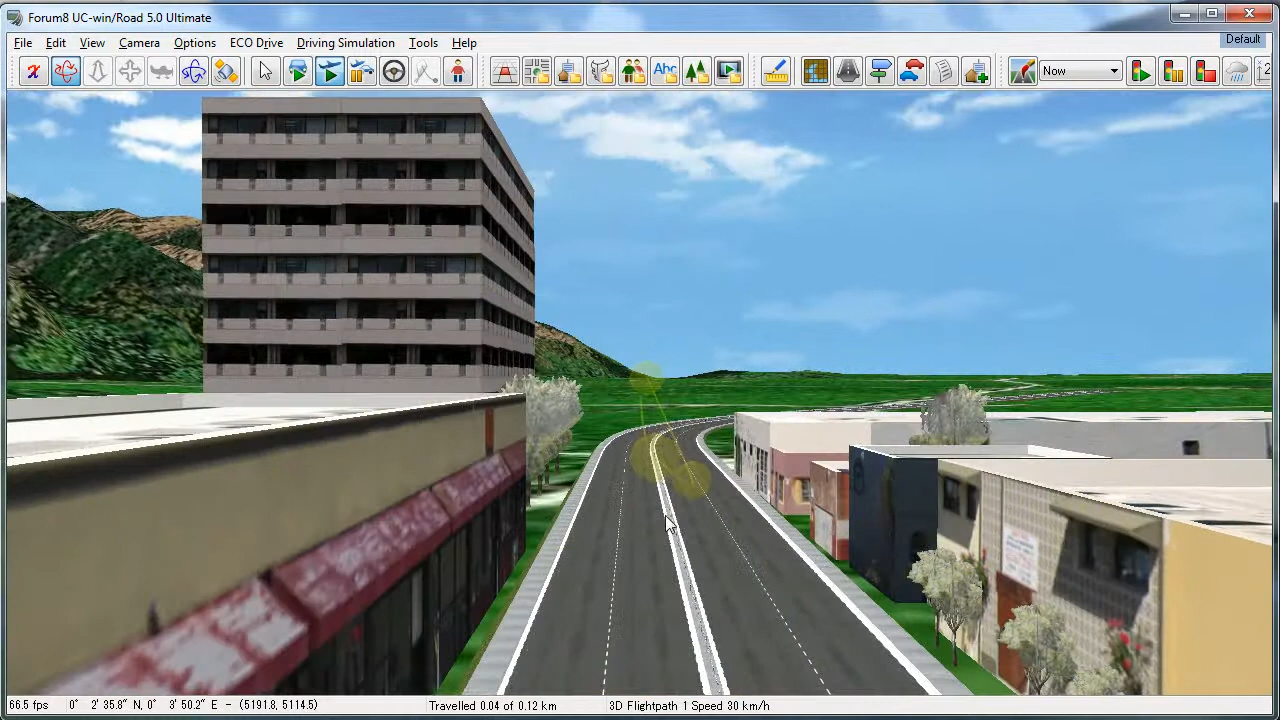 Forum8 UC-win/Road 5.0 Ultimate
File Edit View Camera Options ECO Drive Driving Simulation Tools Help
Default
Abc
Now
66.5 fps 0° 2' 35.8" N, 0° 3' 50.2" E - (5191.8, 5114.5) Travelled 0.04 of 0.12 km 3D Flightpath 1 Speed 30 km/h